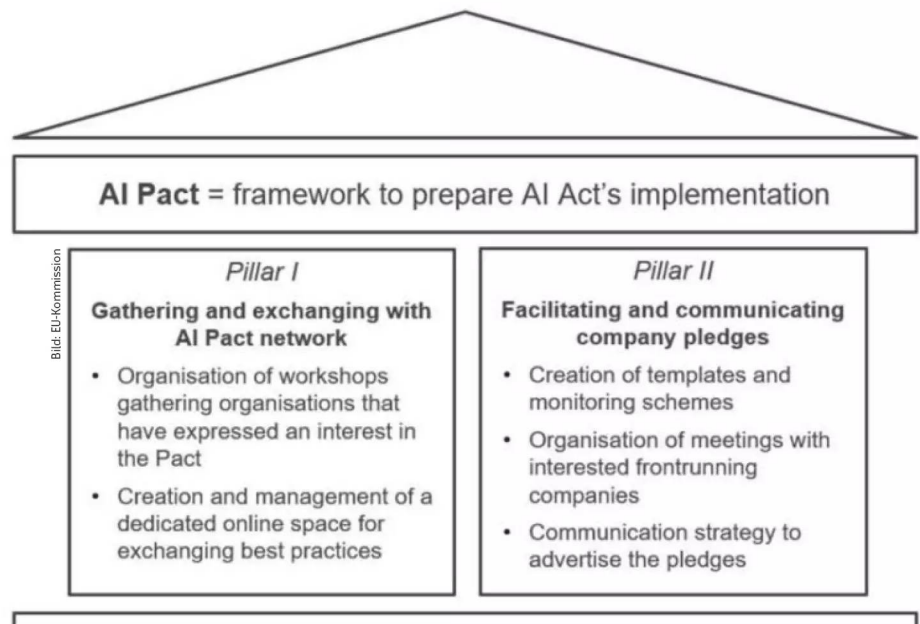 AI Pact = framework to prepare AI Act's implementation
Bild: EU-Kommission
Pillar I
Gathering and exchanging with
AI Pact network
• Organisation of workshops
gathering organisations that
have expressed an interest in
the Pact
• Creation and management of a
dedicated online space for
exchanging best practices
Pillar II
Facilitating and communicating
company pledges
• Creation of templates and
monitoring schemes
• Organisation of meetings with
interested frontrunning
companies
• Communication strategy to
advertise the pledges